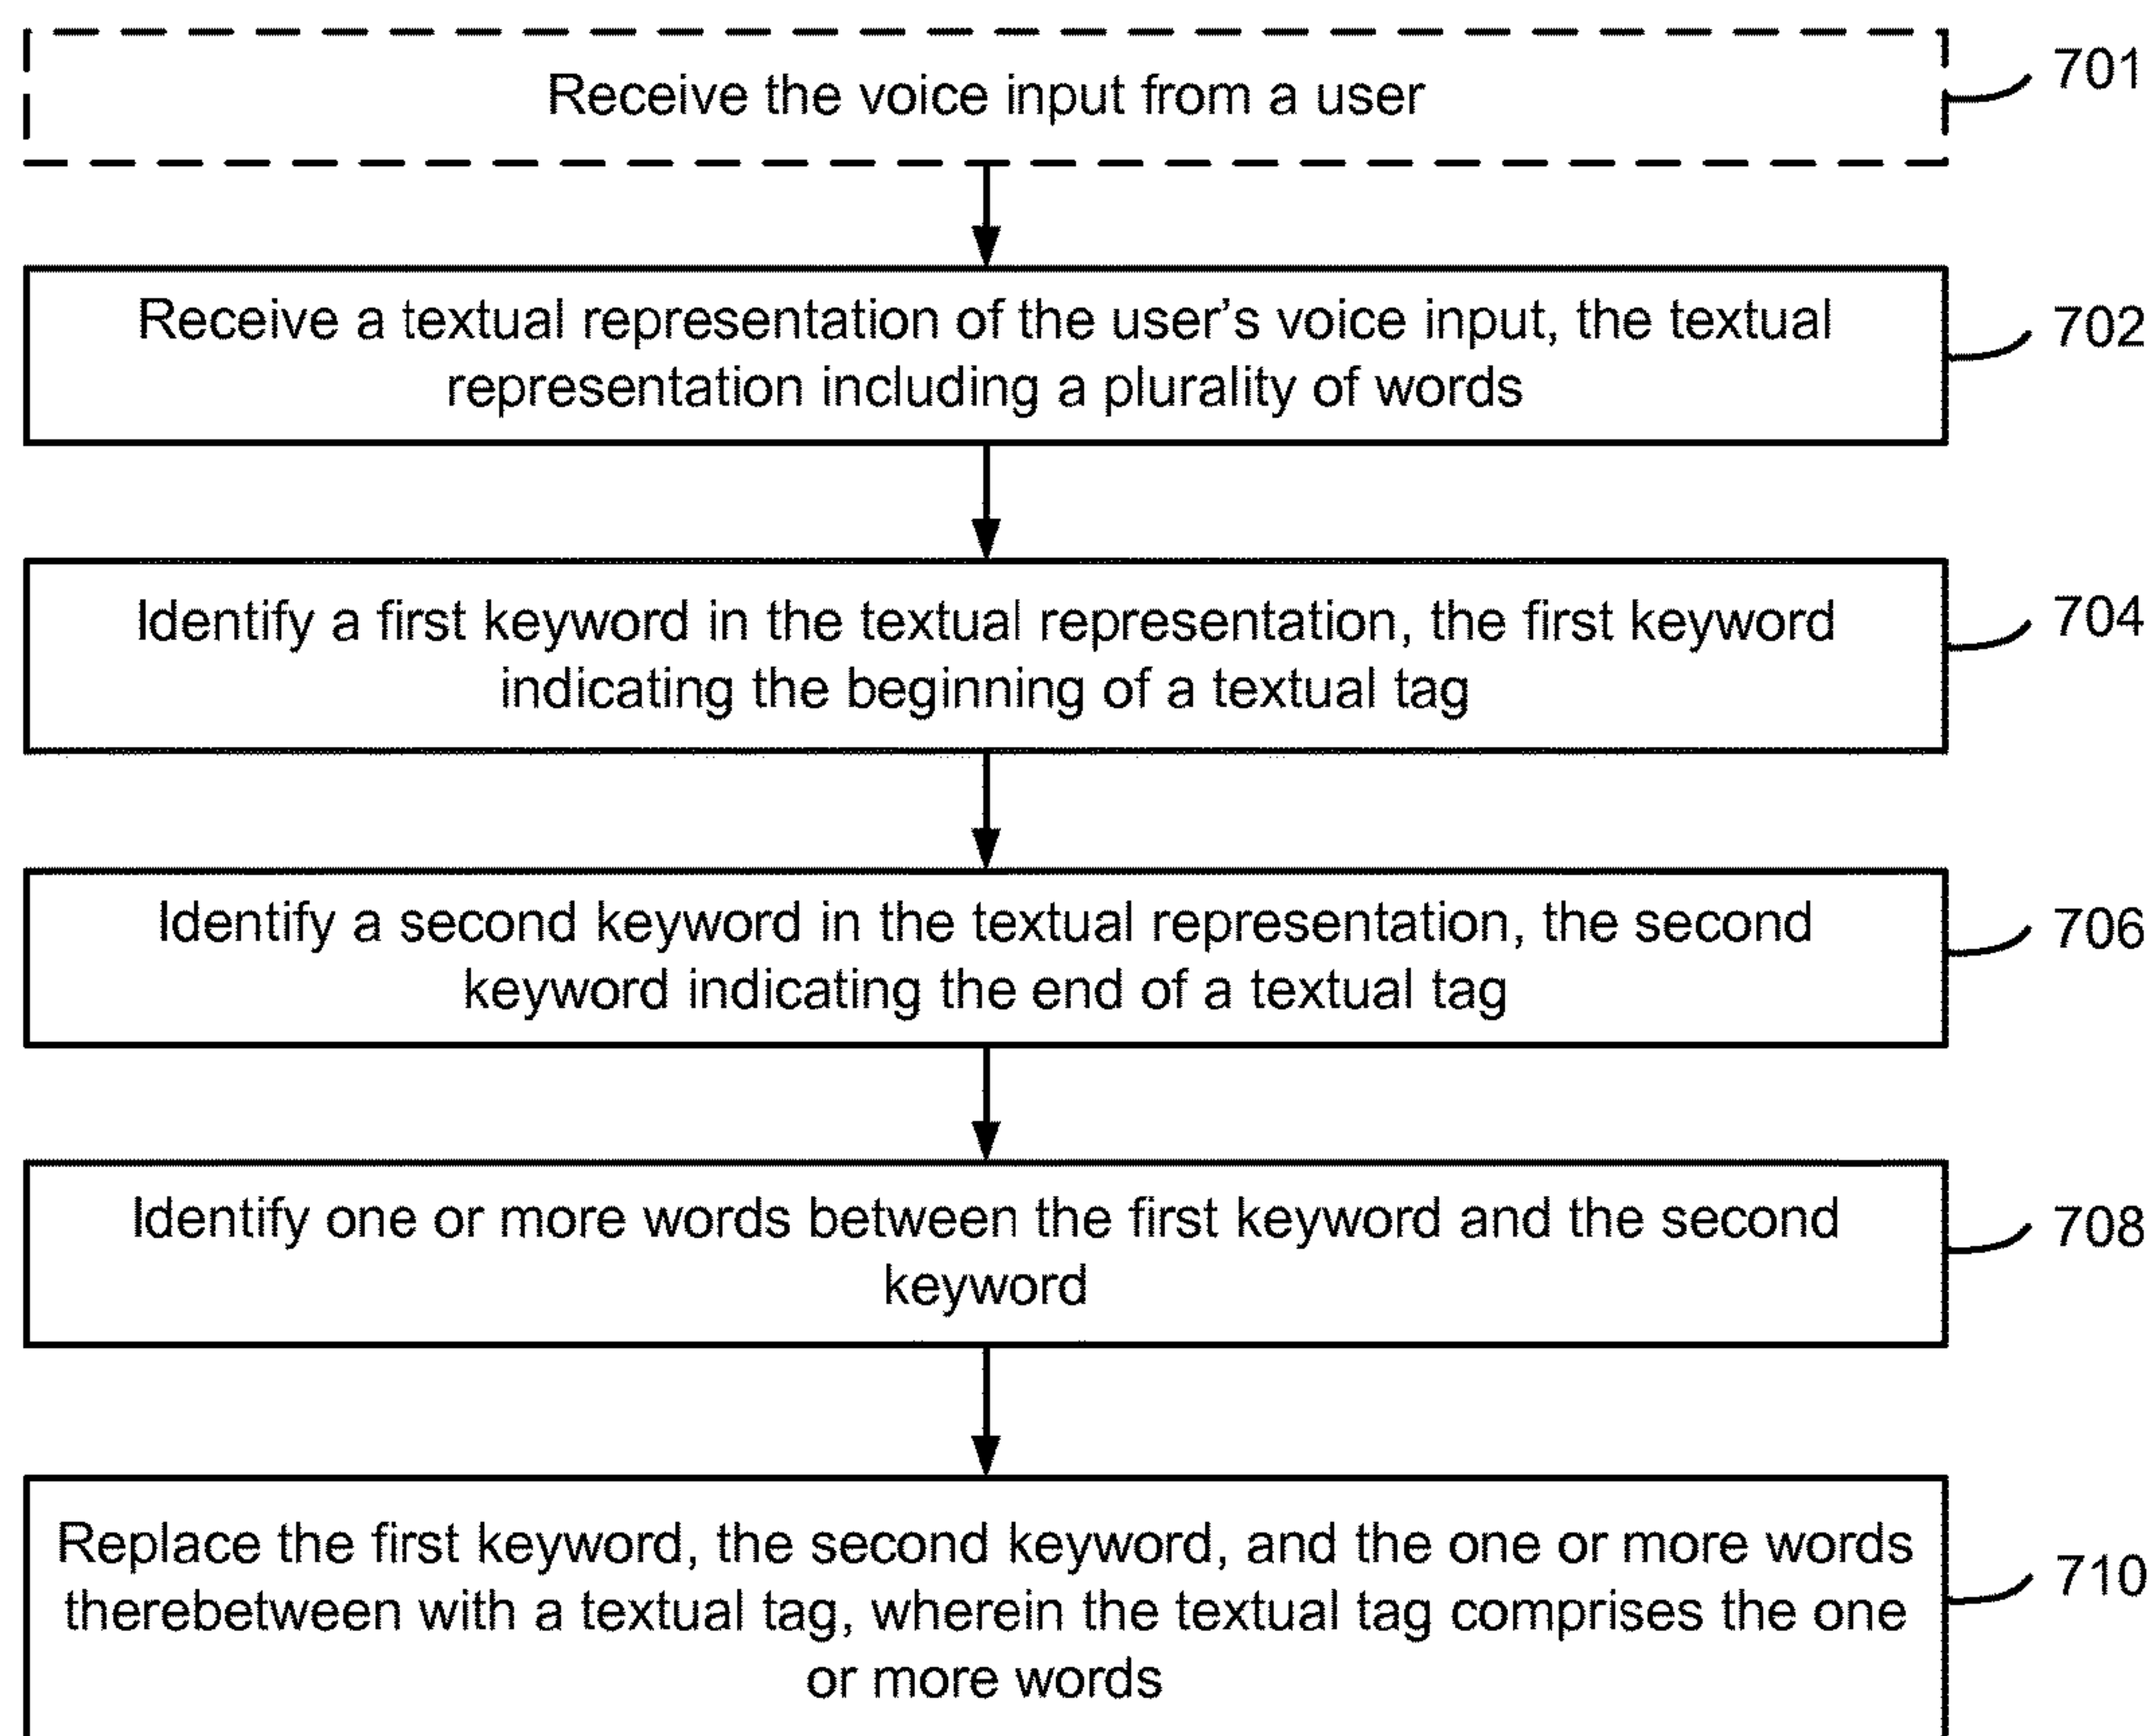 Receive the voice input from a user
701
Receive a textual representation of the user's voice input, the textual
representation including a plurality of words
702
Identify a first keyword in the textual representation, the first keyword
indicating the beginning of a textual tag
704
Identify a second keyword in the textual representation, the second
keyword indicating the end of a textual tag
706
Identify one or more words between the first keyword and the second
keyword
708
Replace the first keyword, the second keyword, and the one or more words
therebetween with a textual tag, wherein the textual tag comprises the one
or more words
710